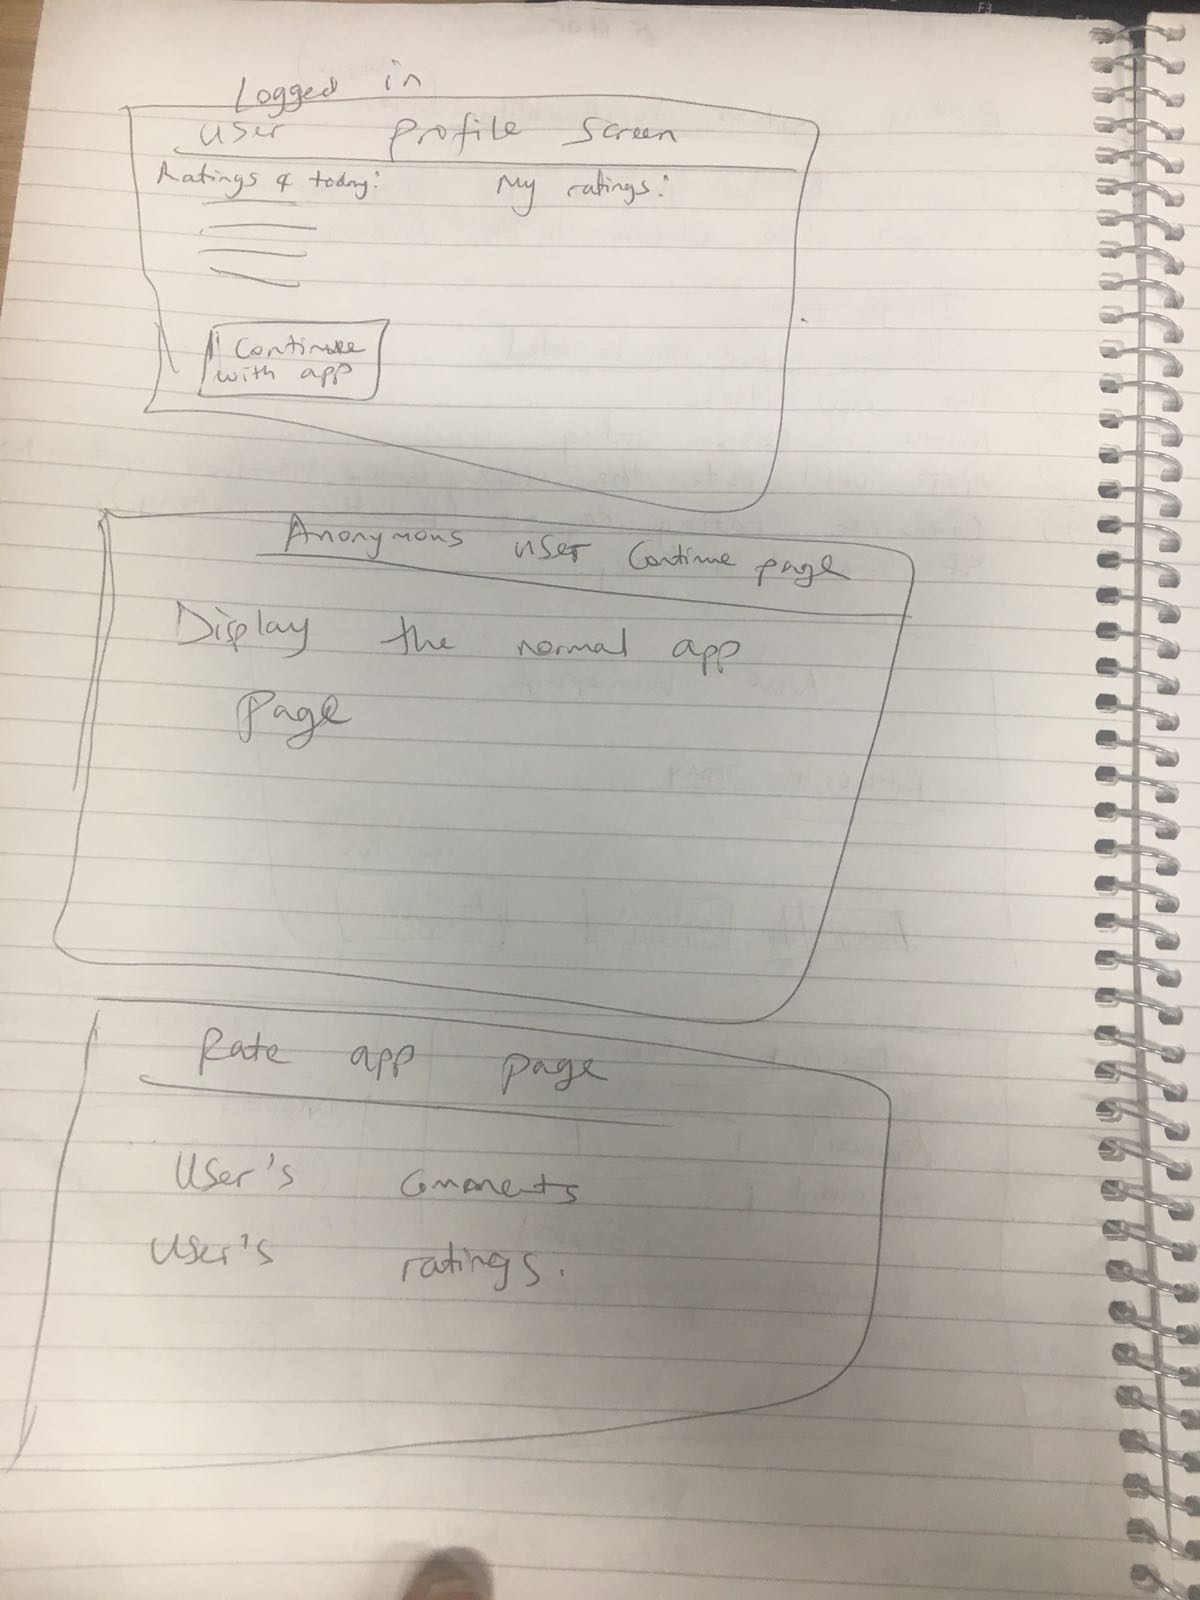 Logged in
User Profile Screen
Ratings 4 today:
My ratings:
Continue
with app
Anonymous user Continue page
Display the normal app
page
Rate app page
User's Comments
User's ratings.